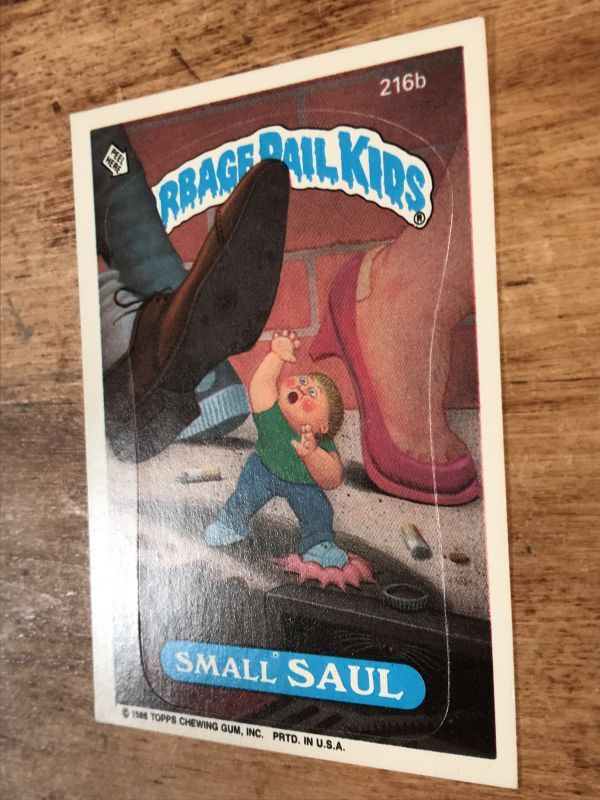 216b
PEEL
HERE
RBAGE PAIL KIDS®
SMALL SAUL
© 1986 TOPPS CHEWING GUM, INC. PRTD. IN U.S.A.